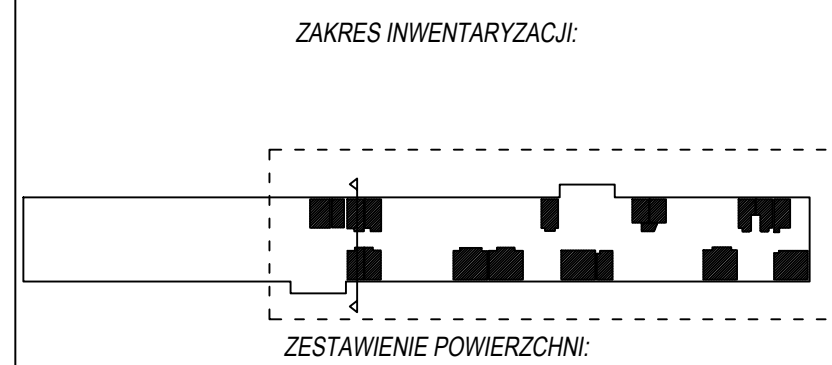 ZAKRES INWENTARYZACJI:
ZESTAWIENIE POWIERZCHNI: